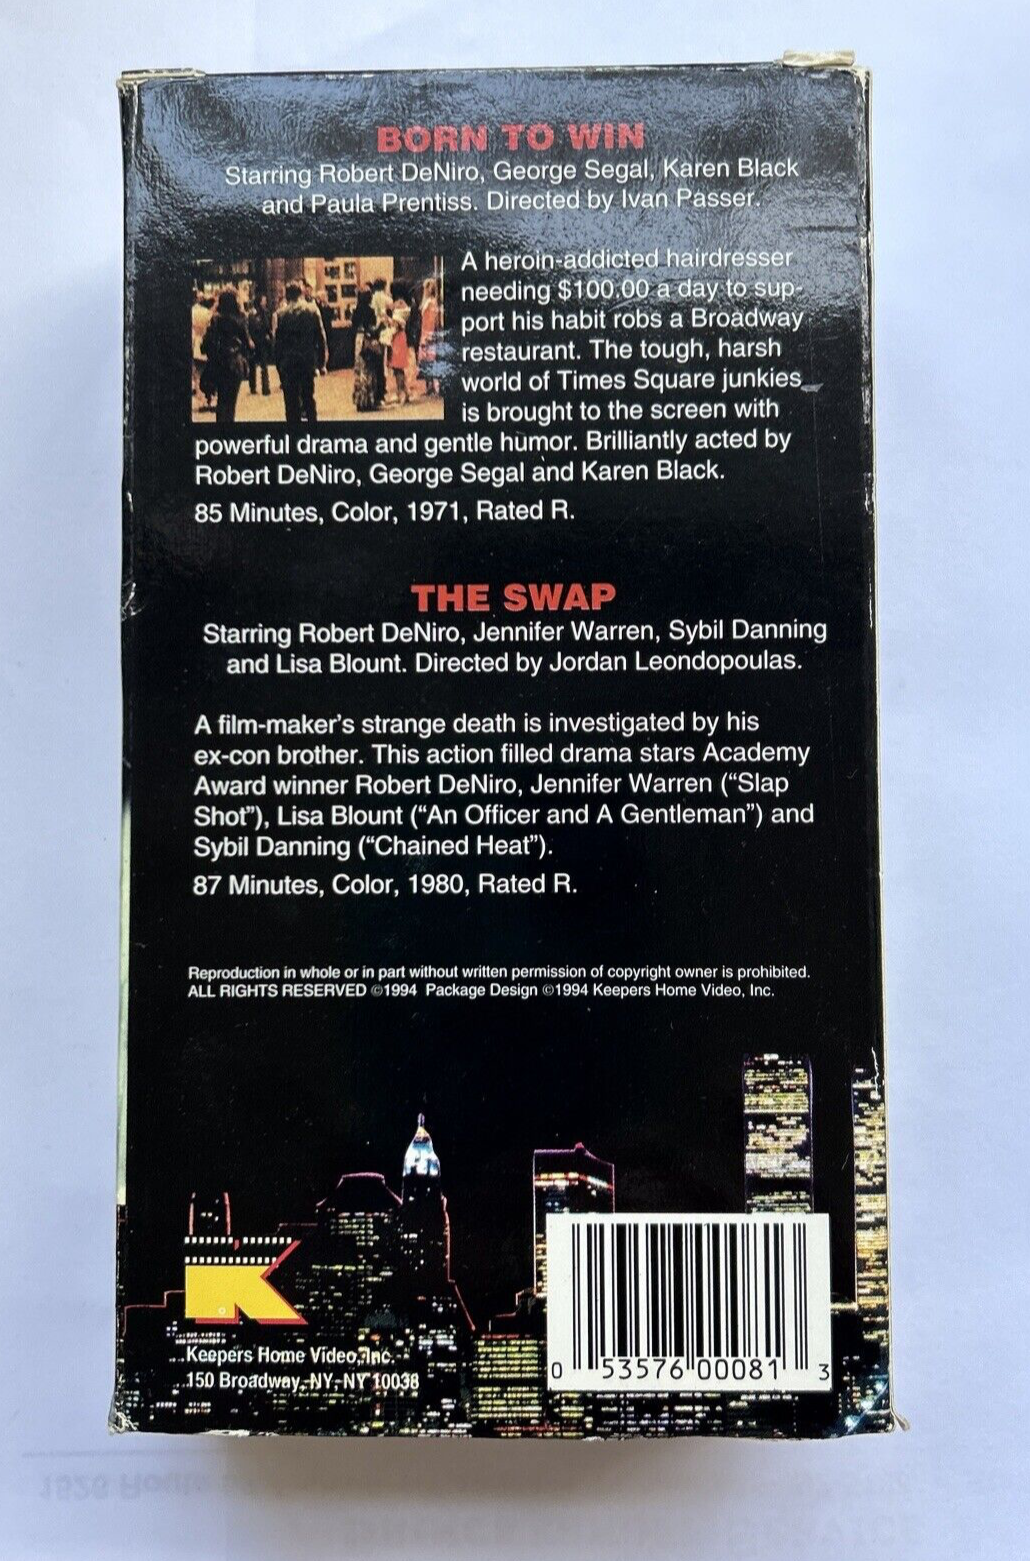 BORN TO WIN
Starring Robert DeNiro, George Segal, Karen Black
and Paula Prentiss. Directed by Ivan Passer.
A heroin-addicted hairdresser
needing $100.00 a day to sup-
port his habit robs a Broadway
restaurant. The tough, harsh
world of Times Square junkies
is brought to the screen with
powerful drama and gentle humor. Brilliantly acted by
Robert DeNiro, George Segal and Karen Black.
85 Minutes, Color, 1971, Rated R.
THE SWAP
Starring Robert DeNiro, Jennifer Warren, Sybil Danning
and Lisa Blount. Directed by Jordan Leondopoulas.
A film-maker's strange death is investigated by his
ex-con brother. This action filled drama stars Academy
Award winner Robert DeNiro, Jennifer Warren (“Slap
Shot”), Lisa Blount (“An Officer and A Gentleman”) and
Sybil Danning (“Chained Heat”).
87 Minutes, Color, 1980, Rated R.
Reproduction in whole or in part without written permission of copyright owner is prohibited.
ALL RIGHTS RESERVED ©1994 Package Design ©1994 Keepers Home Video, Inc.
K
Keepers Home Video, Inc.
150 Broadway, NY, NY 10038
0 53576 00081 3